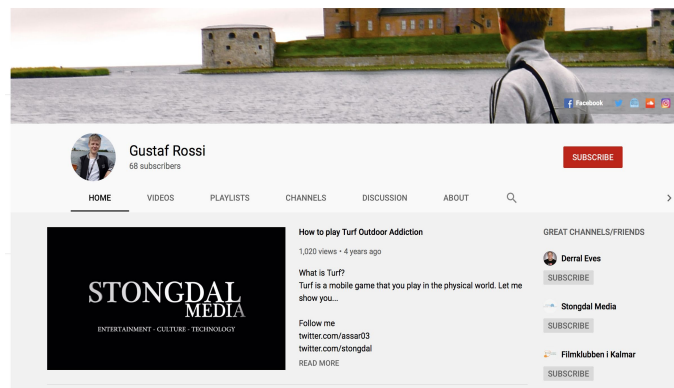 Facebook
Gustaf Rossi
68 subscribers
SUBSCRIBE
HOME VIDEOS PLAYLISTS CHANNELS DISCUSSION ABOUT
STONGDAL
MEDIA
ENTERTAINMENT - CULTURE - TECHNOLOGY
How to play Turf Outdoor Addiction
1,020 views • 4 years ago
What is Turf?
Turf is a mobile game that you play in the physical world. Let me
show you...
Follow me
twitter.com/assar03
twitter.com/stongdal
READ MORE
GREAT CHANNELS/FRIENDS
Derral Eves
SUBSCRIBE
Stongdal Media
SUBSCRIBE
Filmklubben i Kalmar
SUBSCRIBE